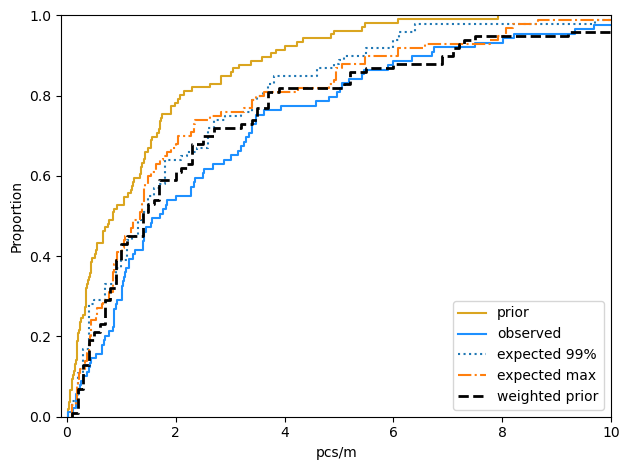 1.0
0.8
0.6
0.4
0.2
0.0
Proportion
0
2
4
6
8
10
pcs/m
prior
observed
expected 99%
expected max
weighted prior